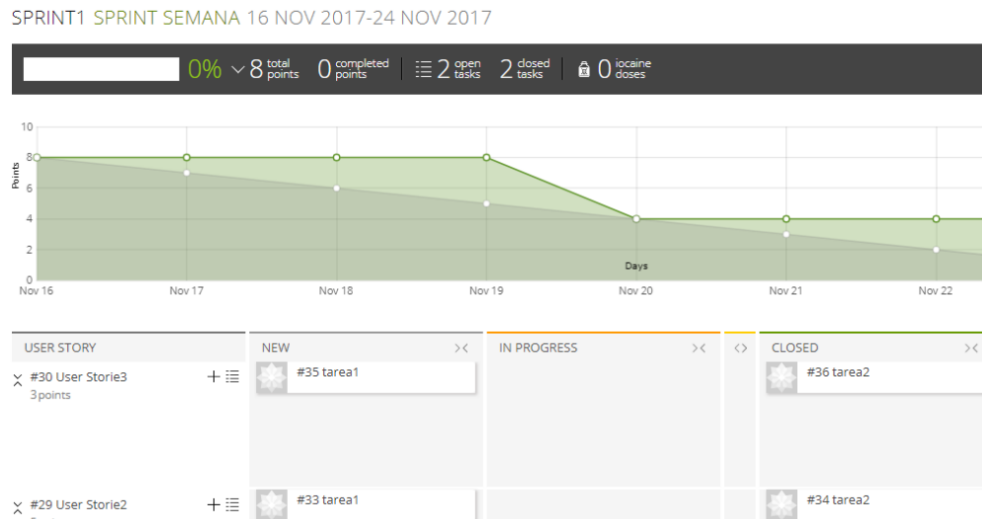 SPRINT1 SPRINT SEMANA 16 NOV 2017-24 NOV 2017
0% 8 total points 0 completed points 2 open tasks 2 closed tasks 0 iocaine doses
10
8
6
4
2
0
Points
Days
Nov 16 Nov 17 Nov 18 Nov 19 Nov 20 Nov 21 Nov 22
USER STORY NEW IN PROGRESS CLOSED
#30 User Storie3 #35 tarea1 #36 tarea2
3points
#29 User Storie2 #33 tarea1 #34 tarea2